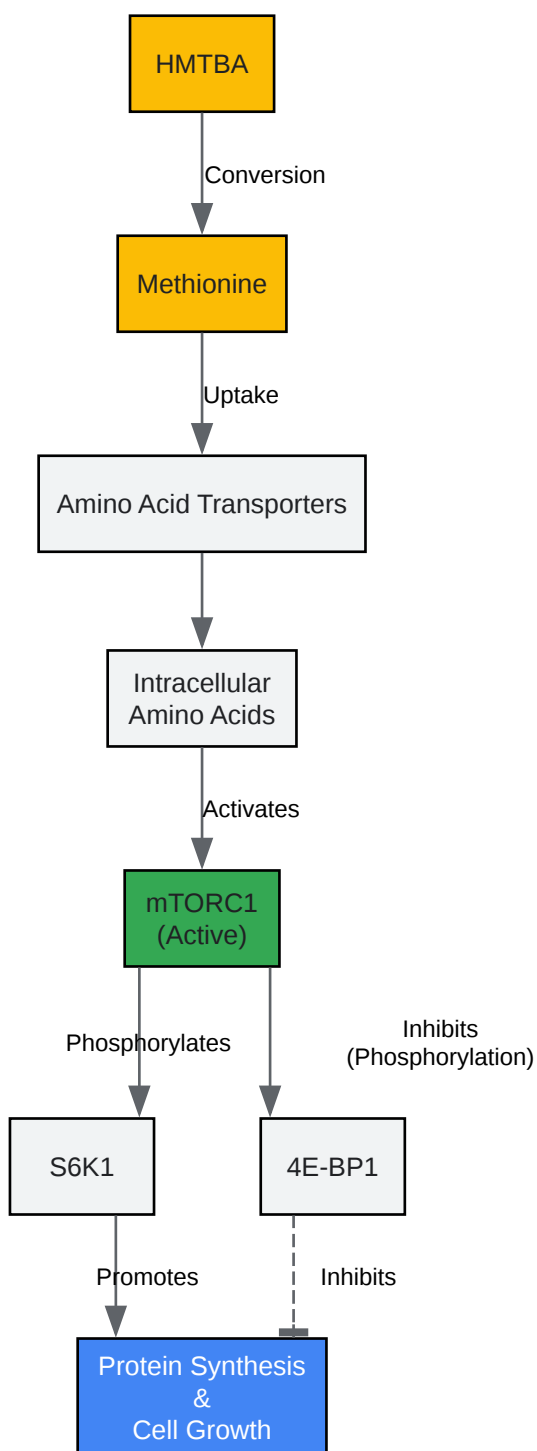 HMTBA
Conversion
Methionine
Uptake
Amino Acid Transporters
Intracellular
Amino Acids
Activates
mTORC1
(Active)
Phosphorylates
Inhibits
(Phosphorylation)
S6K1
4E-BP1
Promotes
Inhibits
Protein Synthesis
&
Cell Growth